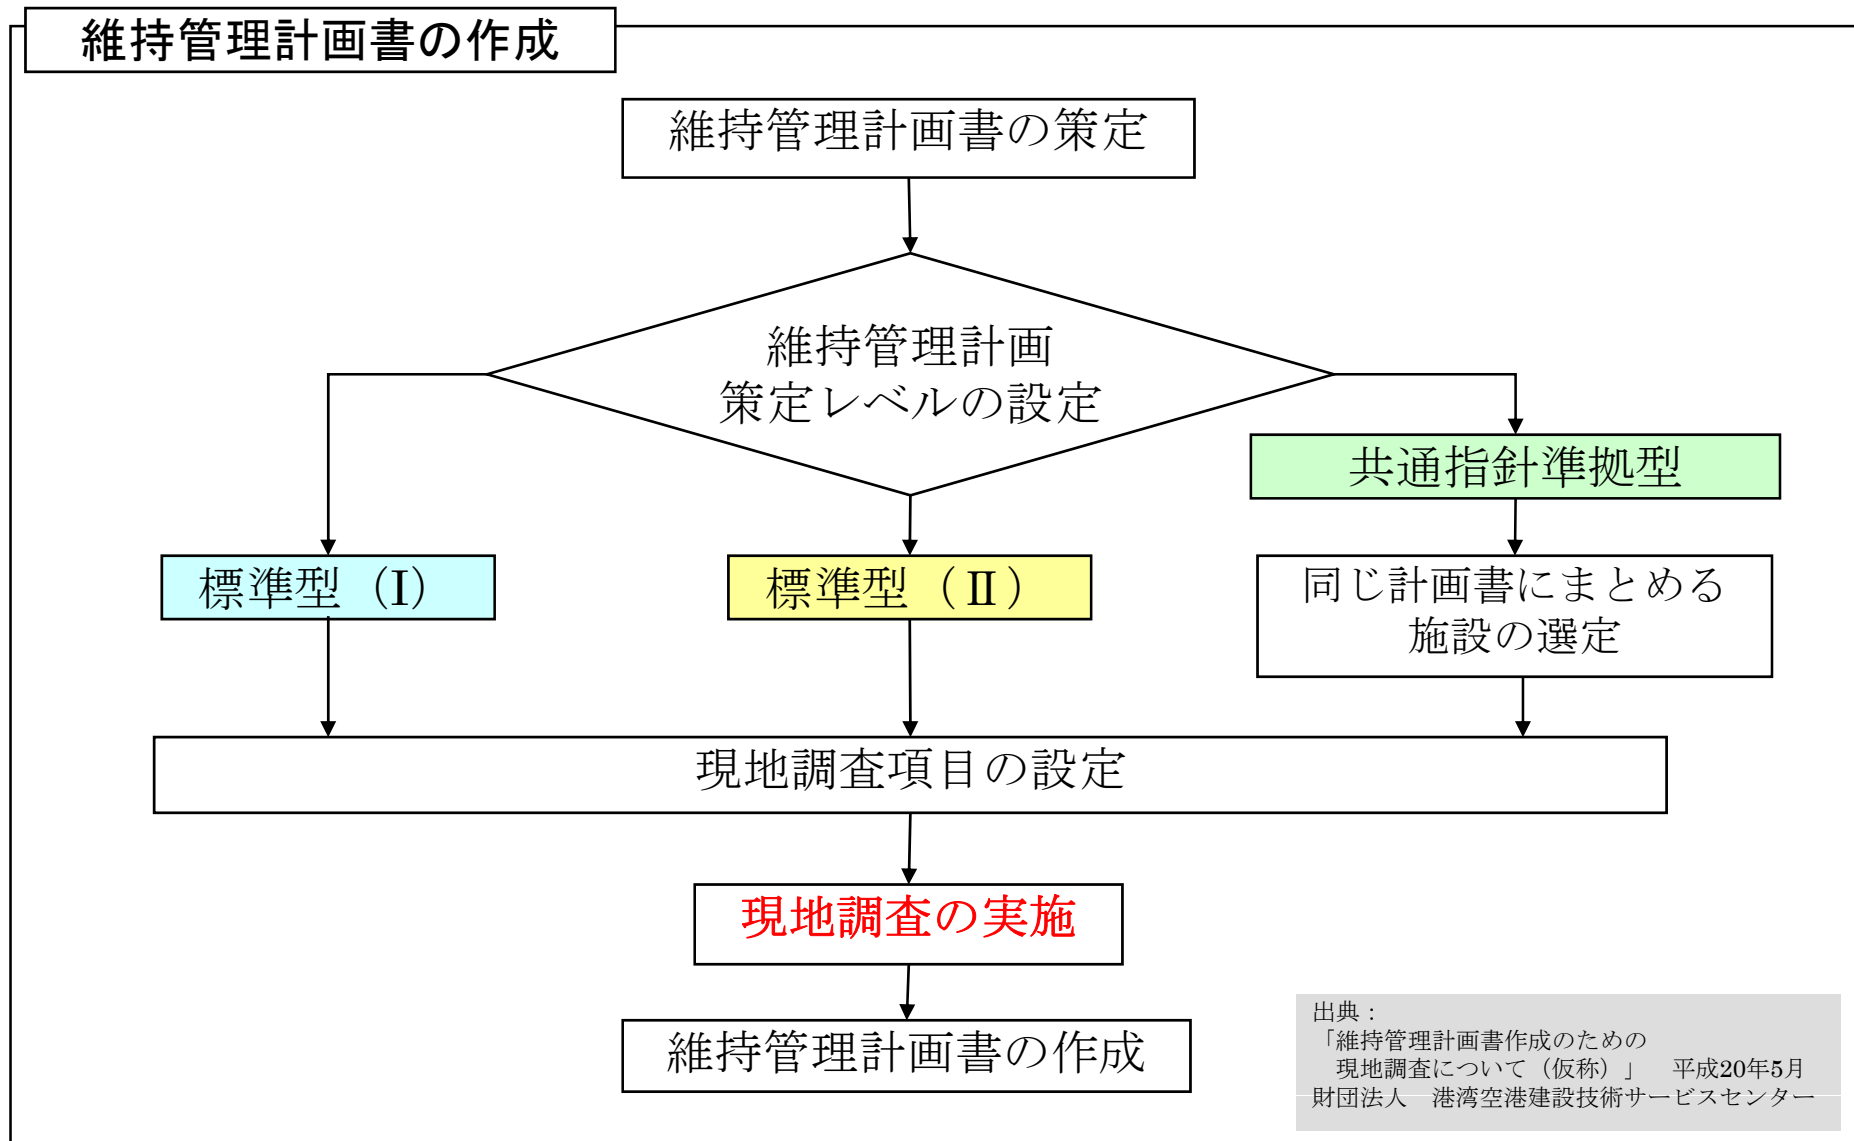 維持管理計画書の作成
維持管理計画書の策定
維持管理計画
策定レベルの設定
共通指針準拠型
標準型（Ⅰ）
標準型（Ⅱ）
同じ計画書にまとめる
施設の選定
現地調査項目の設定
現地調査の実施
維持管理計画書の作成
出典：
「維持管理計画書作成のための
現地調査について（仮称）」　平成20年5月
財団法人　港湾空港建設技術サービスセンター